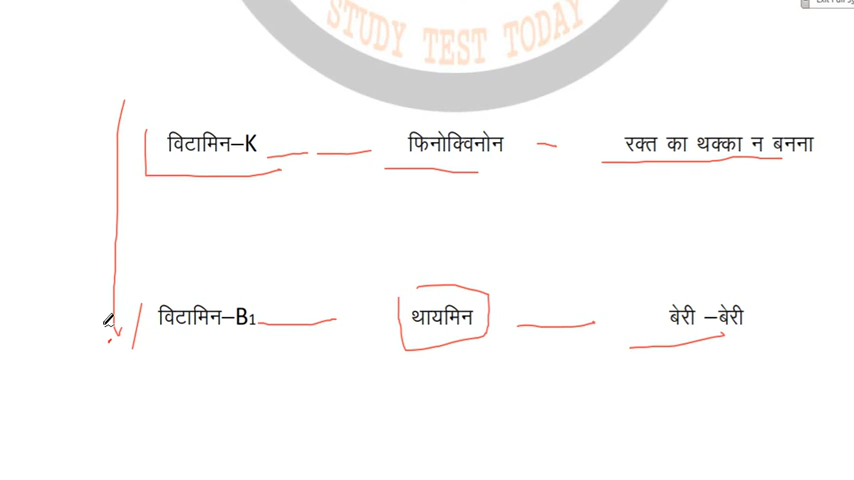 STUDY TEST TODAY
विटामिन–K फिनोक्विनोन रक्त का थक्का न बनना
विटामिन–B1 थायमिन बेरी –बेरी